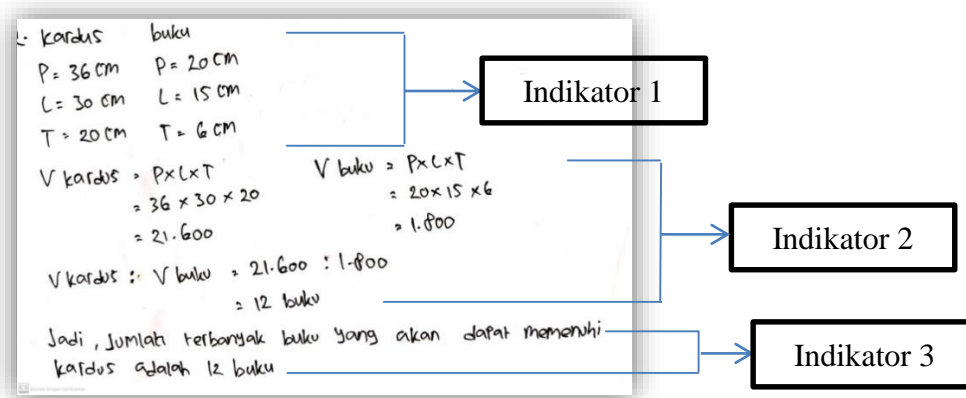 2. Kardus buku
P = 36 cm P = 20 cm
L = 30 cm L = 15 cm
T = 20 cm T = 6 cm
V kardus = P x L x T V buku = P x L x T
= 36 x 30 x 20 = 20 x 15 x 6
= 21.600 = 1.800
V kardus : V buku = 21.600 : 1.800
= 12 buku
Jadi, Jumlah terbanyak buku yang akan dapat memenuhi
kardus adalah 12 buku
Indikator 1
Indikator 2
Indikator 3